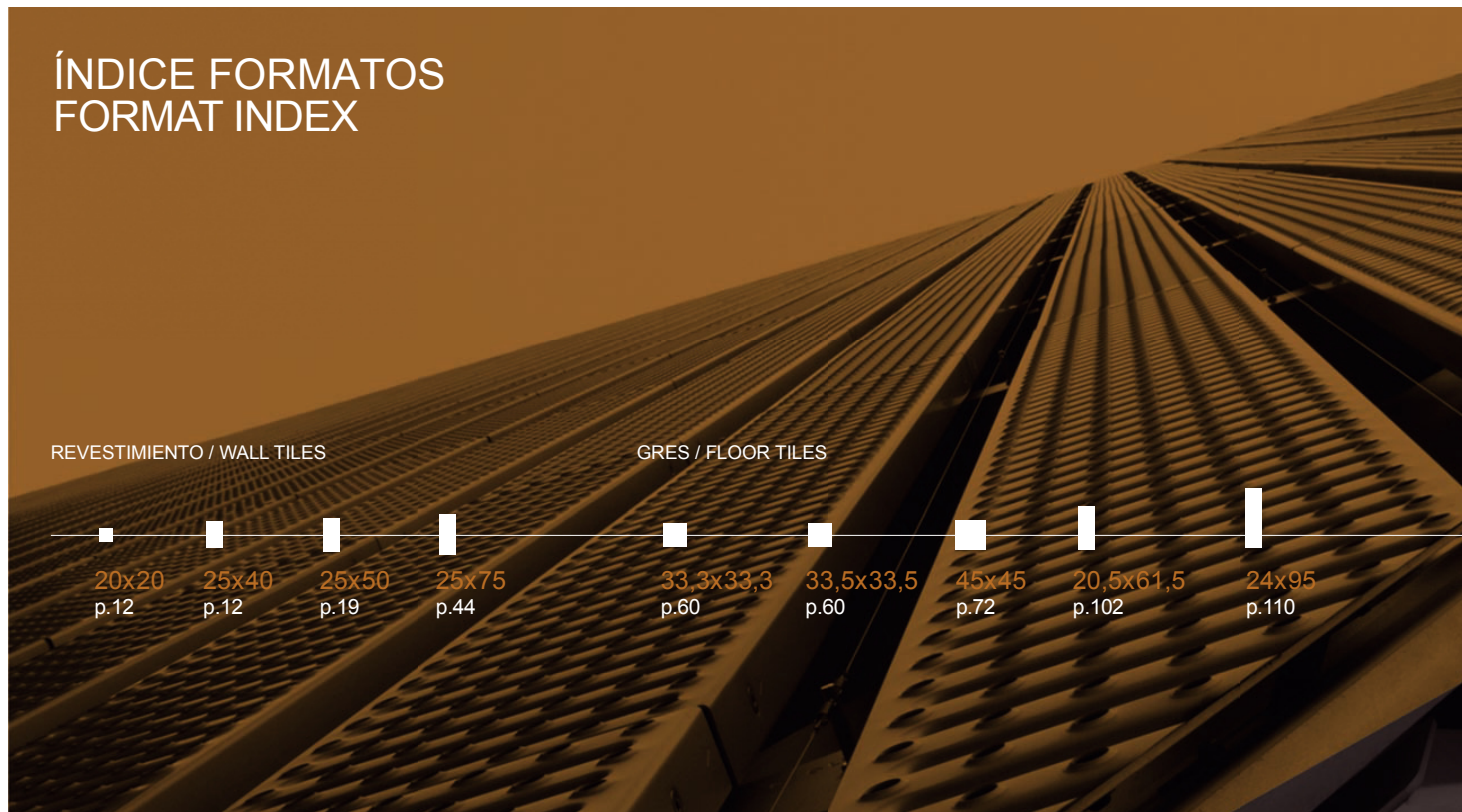 ÍNDICE FORMATOS
FORMAT INDEX
REVESTIMIENTO / WALL TILES
20x20
p.12
25x40
p.12
25x50
p.19
25x75
p.44
GRES / FLOOR TILES
33,3x33,3
p.60
33,5x33,5
p.60
45x45
p.72
20,5x61,5
p.102
24x95
p.110